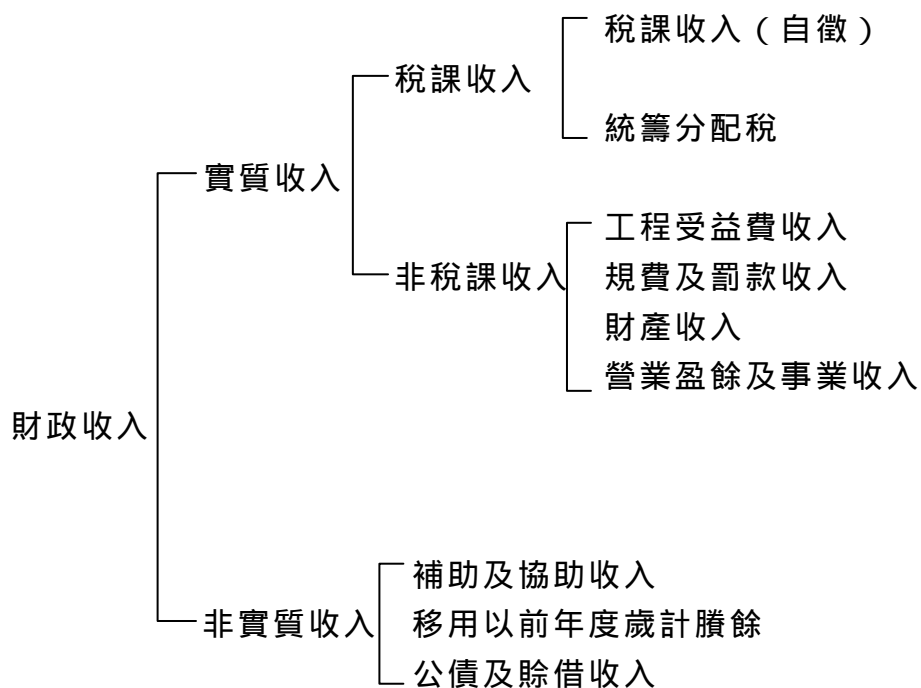 稅課收入（自徵）
稅課收入
統籌分配稅
實質收入
工程受益費收入
非稅課收入
規費及罰款收入
財產收入
營業盈餘及事業收入
財政收入
補助及協助收入
非實質收入
移用以前年度歲計賸餘
公債及賒借收入